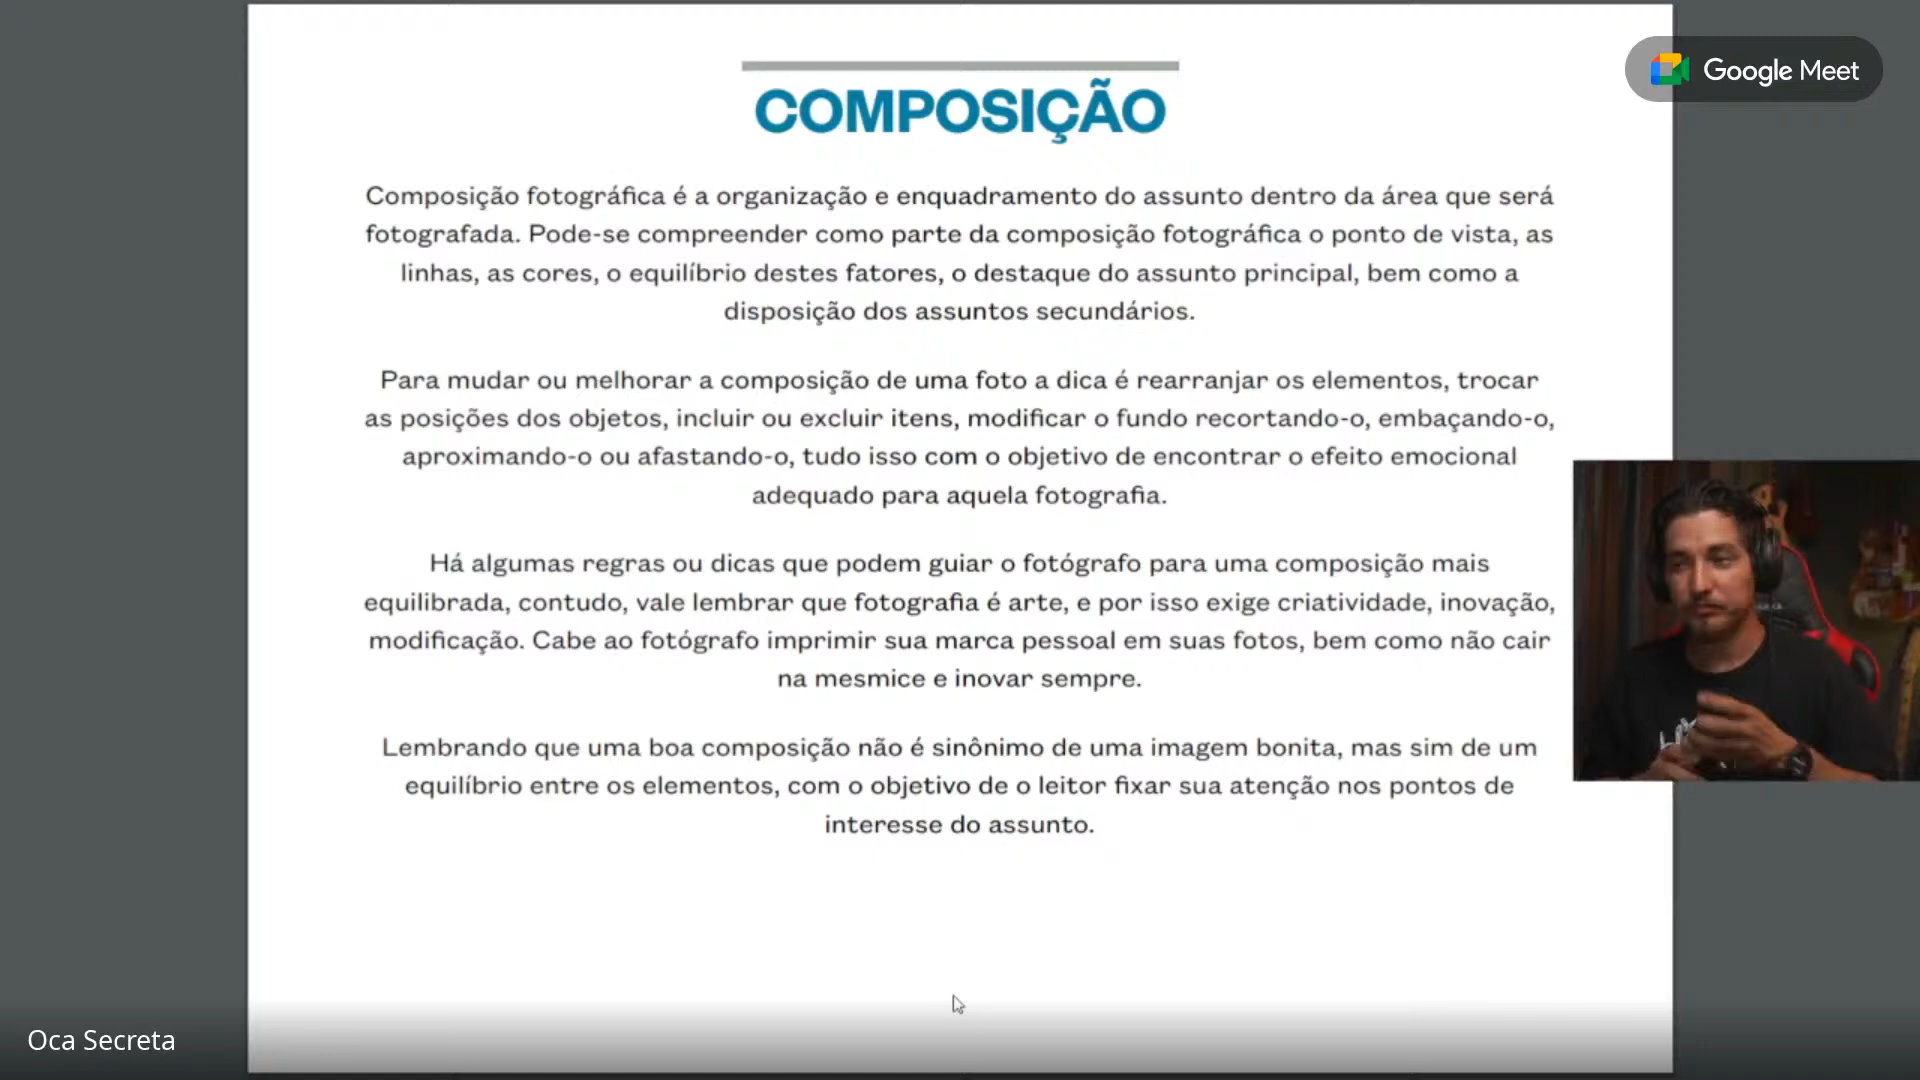 Google Meet
COMPOSIÇÃO
Composição fotográfica é a organização e enquadramento do assunto dentro da área que será
fotografada. Pode-se compreender como parte da composição fotográfica o ponto de vista, as
linhas, as cores, o equilíbrio destes fatores, o destaque do assunto principal, bem como a
disposição dos assuntos secundários.
Para mudar ou melhorar a composição de uma foto a dica é rearranjar os elementos, trocar
as posições dos objetos, incluir ou excluir itens, modificar o fundo recortando-o, embaçando-o,
aproximando-o ou afastando-o, tudo isso com o objetivo de encontrar o efeito emocional
adequado para aquela fotografia.
Há algumas regras ou dicas que podem guiar o fotógrafo para uma composição mais
equilibrada, contudo, vale lembrar que fotografia é arte, e por isso exige criatividade, inovação,
modificação. Cabe ao fotógrafo imprimir sua marca pessoal em suas fotos, bem como não cair
na mesmice e inovar sempre.
Lembrando que uma boa composição não é sinônimo de uma imagem bonita, mas sim de um
equilíbrio entre os elementos, com o objetivo de o leitor fixar sua atenção nos pontos de
interesse do assunto.
Oca Secreta